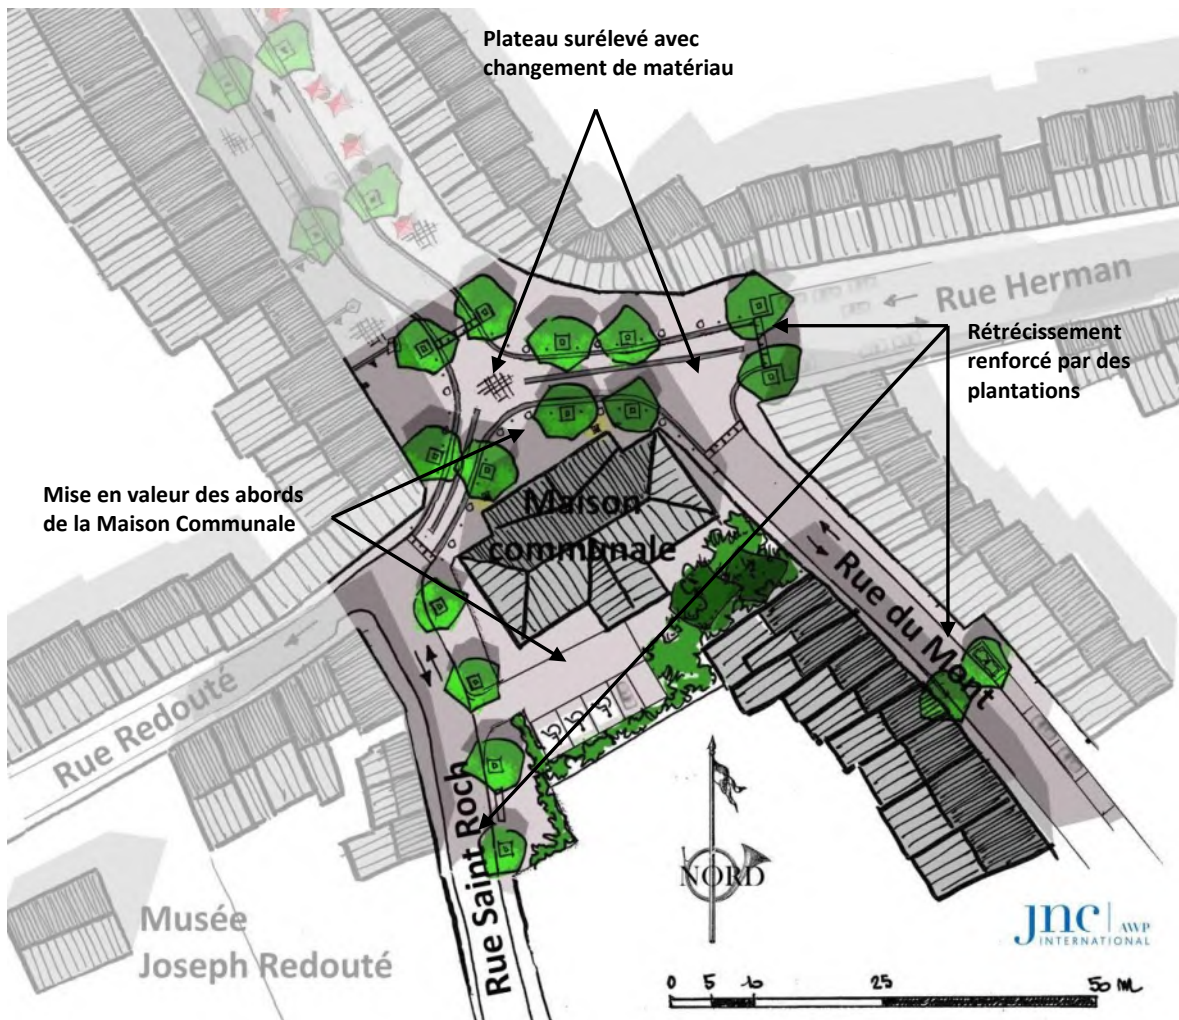 Plateau surélevé avec
changement de matériau
Rue Herman
Rétrécissement
renforcé par des
plantations
Mise en valeur des abords
de la Maison Communale
Maison
communale
Rue du Mont
Rue Redouté
Rue Saint Roch
Musée
Joseph Redouté
NORD
jnc AWP
INTERNATIONAL
0 5 10 25 50 m